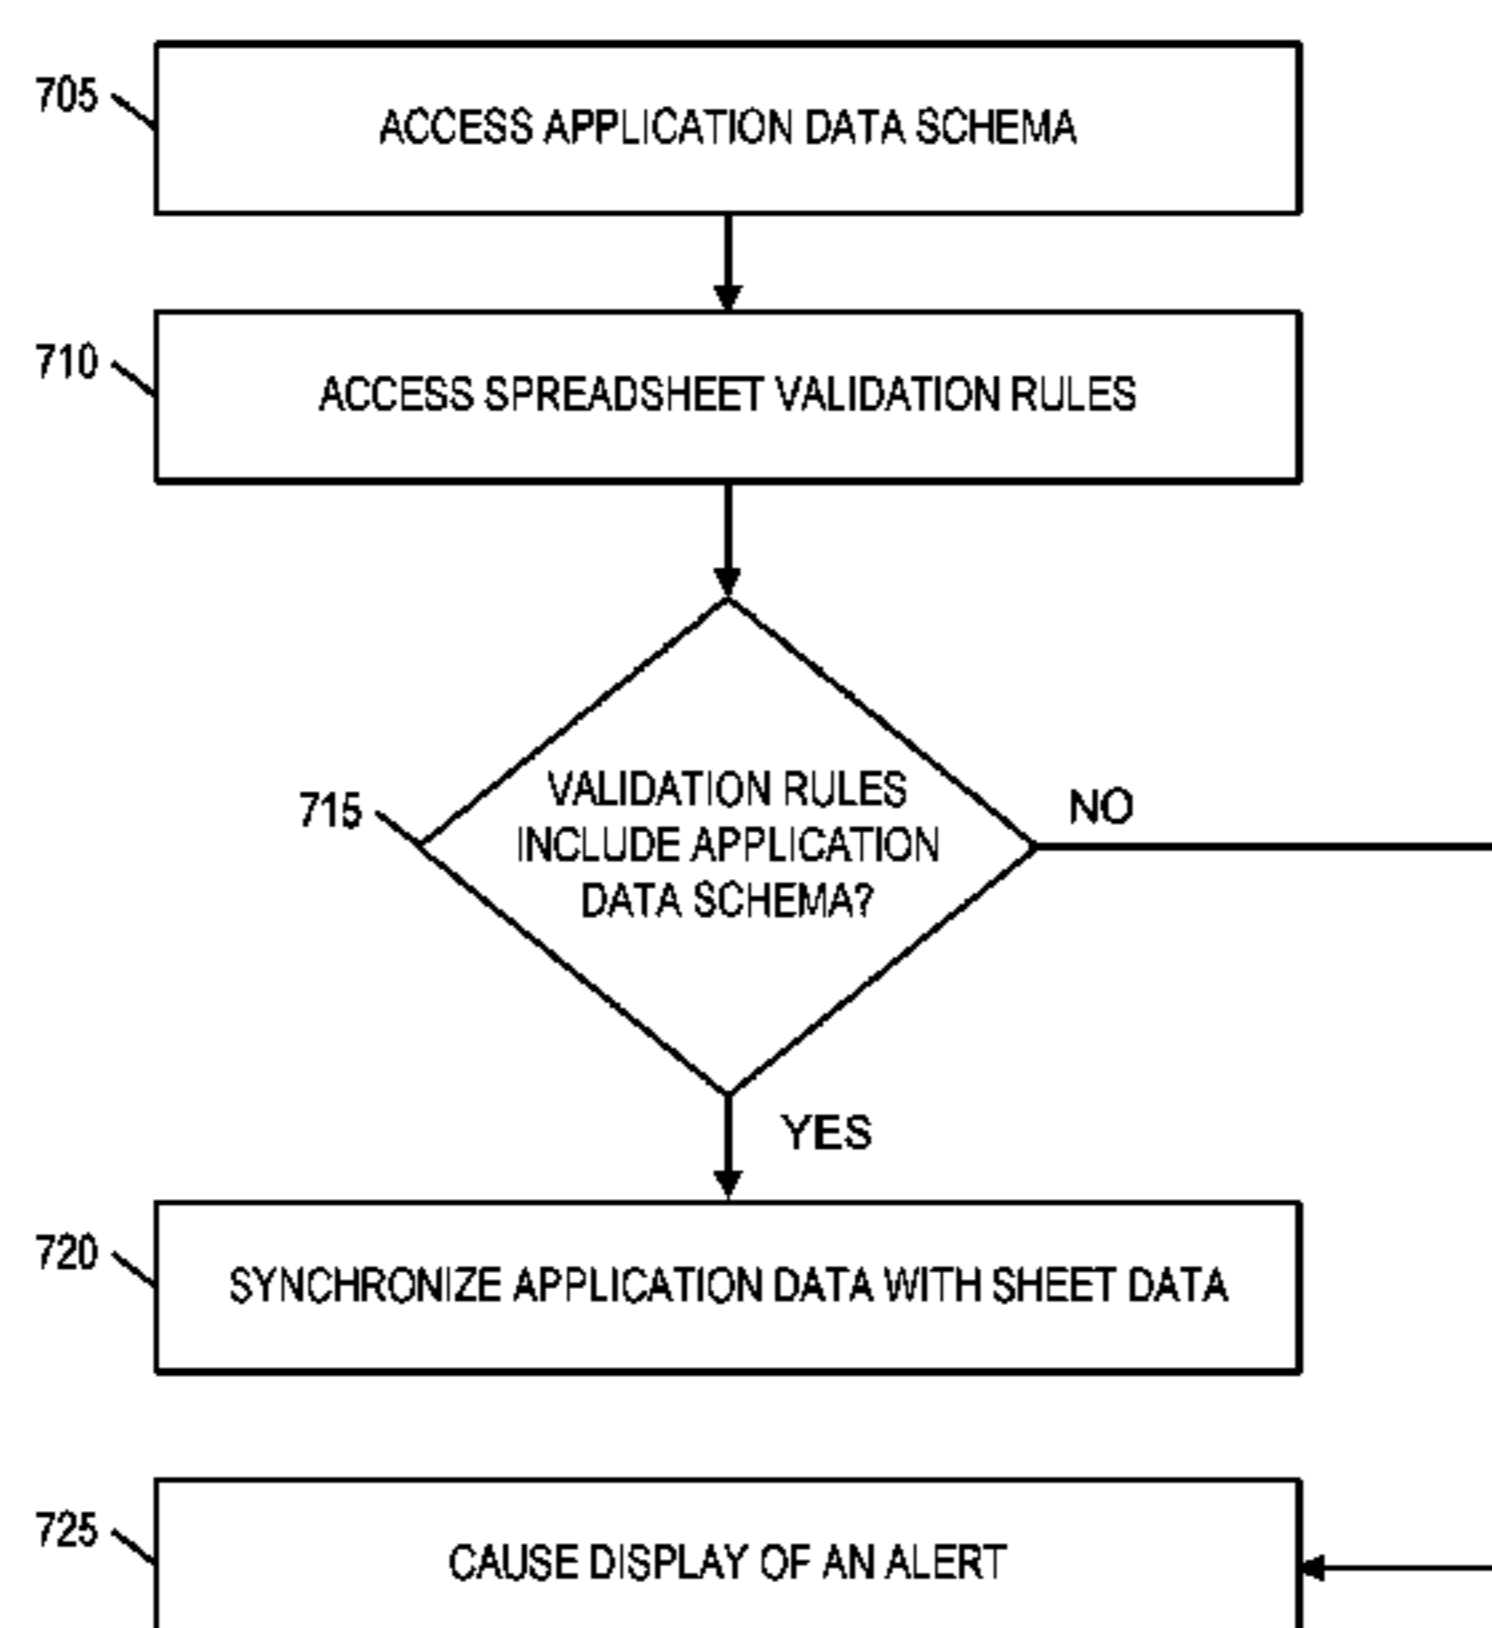 705
ACCESS APPLICATION DATA SCHEMA
710
ACCESS SPREADSHEET VALIDATION RULES
715
VALIDATION RULES
INCLUDE APPLICATION
DATA SCHEMA?
NO
YES
720
SYNCHRONIZE APPLICATION DATA WITH SHEET DATA
725
CAUSE DISPLAY OF AN ALERT